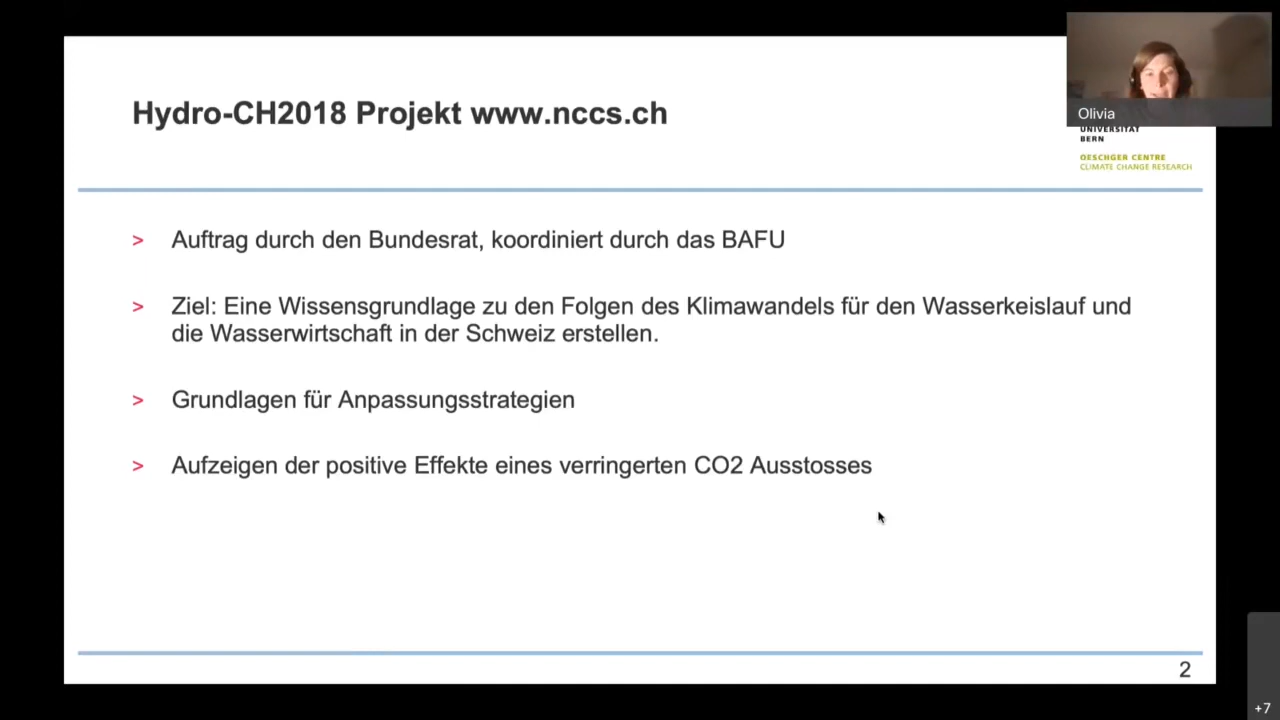 Hydro-CH2018 Projekt www.nccs.ch
Olivia
UNIVERSITÄT
BERN
OESCHGER CENTRE
CLIMATE CHANGE RESEARCH
> Auftrag durch den Bundesrat, koordiniert durch das BAFU
> Ziel: Eine Wissensgrundlage zu den Folgen des Klimawandels für den Wasserkeislauf und
die Wasserwirtschaft in der Schweiz erstellen.
> Grundlagen für Anpassungsstrategien
> Aufzeigen der positive Effekte eines verringerten CO2 Ausstosses
2
+7